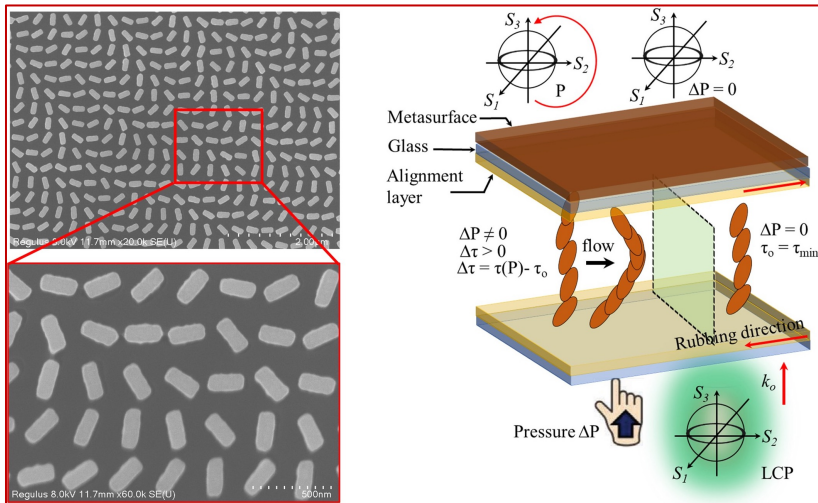 Regulus 5.0kV 11.7mm x20.0k SE(U)
2.00μm
Regulus 8.0kV 11.7mm x60.0k SE(U)
500nm
S₃
S₂
S₁
P
S₃
S₂
S₁
ΔP = 0
Metasurface
Glass
Alignment
layer
ΔP ≠ 0
Δτ > 0
Δτ = τ(P)- τₒ
flow
ΔP = 0
τₒ = τₘᵢₙ
Rubbing direction
Pressure ΔP
kₒ
S₃
S₂
S₁
LCP